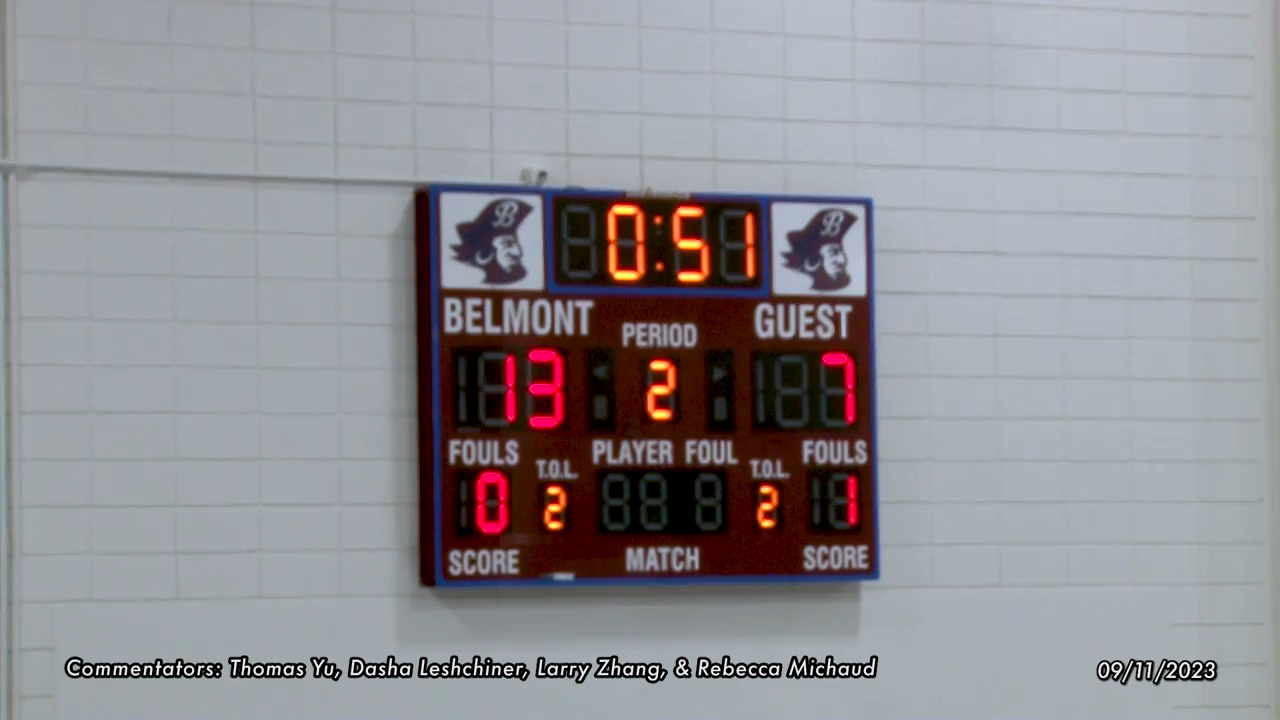 B B
0:51
BELMONT GUEST
PERIOD
13 2 7
FOULS PLAYER FOUL FOULS
T.O.L. T.O.L.
0 2 2 1
SCORE MATCH SCORE
Commentators: Thomas Yu, Dasha Leshchiner, Larry Zhang, & Rebecca Michaud
09/11/2023